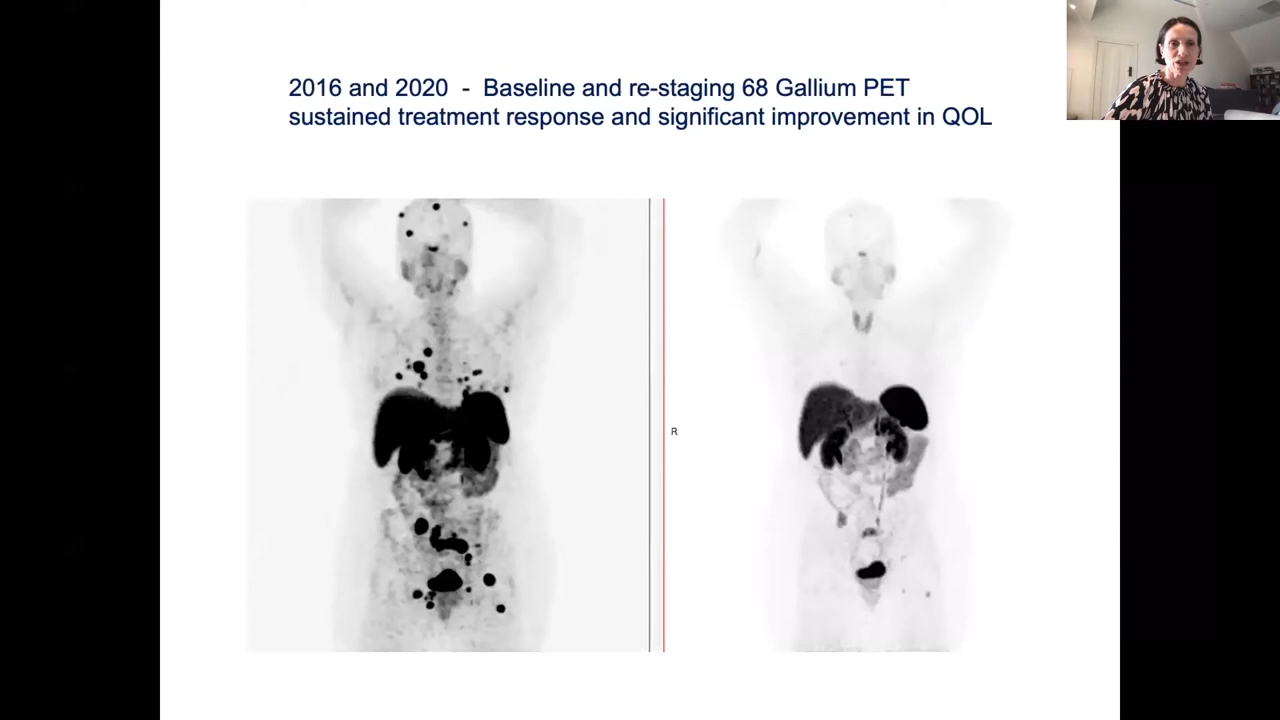 2016 and 2020 - Baseline and re-staging 68 Gallium PET
sustained treatment response and significant improvement in QOL
R